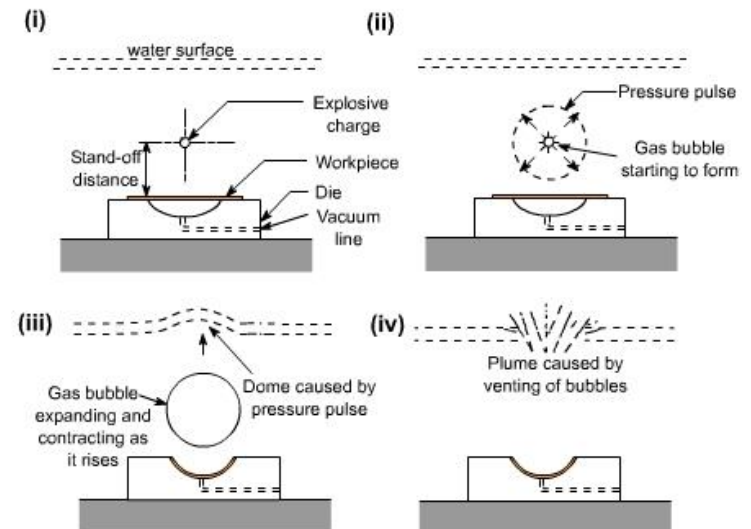 (i)
water surface
Explosive
charge
Stand-off
distance
Workpiece
Die
Vacuum
line
(ii)
Pressure pulse
Gas bubble
starting to form
(iii)
Gas bubble
expanding and
contracting as
it rises
Dome caused by
pressure pulse
(iv)
Plume caused by
venting of bubbles